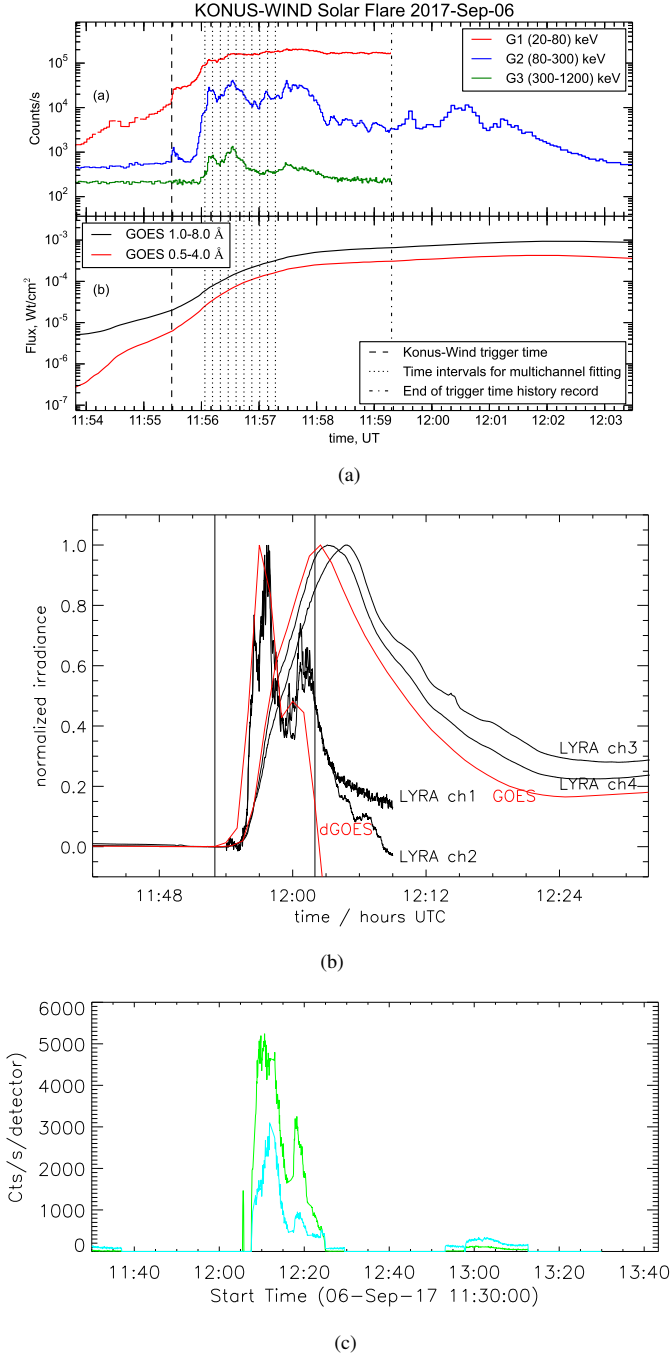 KONUS-WIND Solar Flare 2017-Sep-06
10⁵
10⁴
10³
10²
Counts/s
(a)
G1 (20-80) keV
G2 (80-300) keV
G3 (300-1200) keV
10⁻³
10⁻⁴
10⁻⁵
10⁻⁶
10⁻⁷
Flux, Wt/cm²
GOES 1.0-8.0 Å
GOES 0.5-4.0 Å
(b)
Konus-Wind trigger time
Time intervals for multichannel fitting
End of trigger time history record
11:54 11:55 11:56 11:57 11:58 11:59 12:00 12:01 12:02 12:03
time, UT
(a)
1.0
0.8
0.6
0.4
0.2
0.0
normalized irradiance
LYRA ch3
LYRA ch4
GOES
LYRA ch1
dGOES
LYRA ch2
11:48 12:00 12:12 12:24
time / hours UTC
(b)
6000
5000
4000
3000
2000
1000
0
Cts/s/detector)
11:40 12:00 12:20 12:40 13:00 13:20 13:40
Start Time (06-Sep-17 11:30:00)
(c)